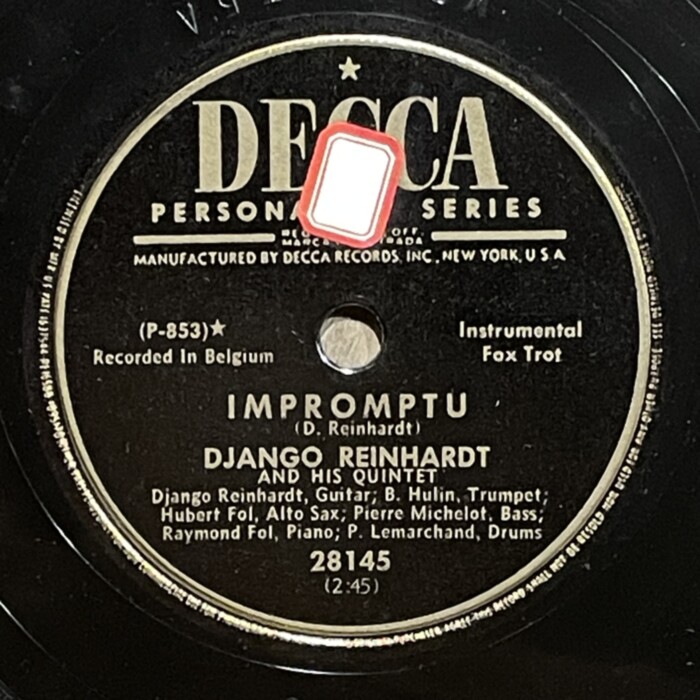 DECCA
PERSONA SERIES
MANUFACTURED BY DECCA RECORDS, INC., NEW YORK, U S A
(P-853)★
Recorded In Belgium
Instrumental
Fox Trot
IMPROMPTU
(D. Reinhardt)
DJANGO REINHARDT
AND HIS QUINTET
Django Reinhardt, Guitar; B. Hulin, Trumpet;
Hubert Fol, Alto Sax; Pierre Michelot, Bass;
Raymond Fol, Piano; P. Lemarchand, Drums
28145
(2:45)